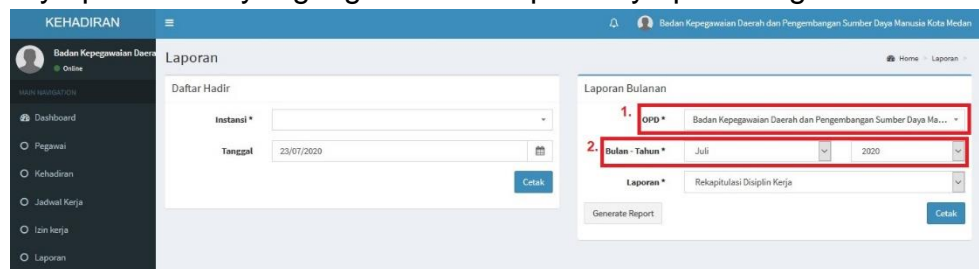 KEHADIRAN
Badan Kepegawaian Daerah dan Pengembangan Sumber Daya Manusia Kota Medan
Badan Kepegawaian Daera
Online
MAIN NAVIGATION
Dashboard
Pegawai
Kehadiran
Jadwal Kerja
Izin kerja
Laporan
Laporan
Home > Laporan >
Daftar Hadir
Instansi *
Tanggal 23/07/2020
Cetak
Laporan Bulanan
1. OPD * Badan Kepegawaian Daerah dan Pengembangan Sumber Daya Ma...
2. Bulan - Tahun * Juli 2020
Laporan * Rekapitulasi Disiplin Kerja
Generate Report Cetak